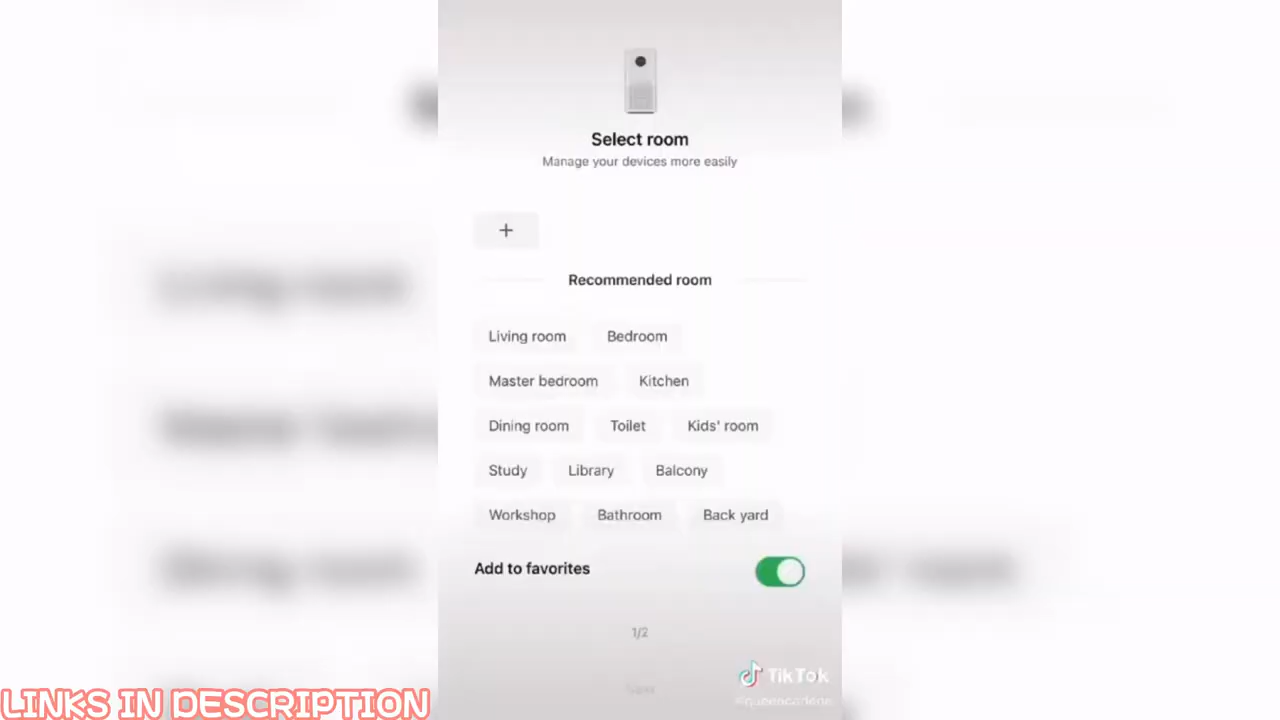 Select room
Manage your devices more easily
+
Recommended room
Living room Bedroom
Master bedroom Kitchen
Dining room Toilet Kids' room
Study Library Balcony
Workshop Bathroom Back yard
Add to favorites
1/2
TikTok
LINKS IN DESCRIPTION